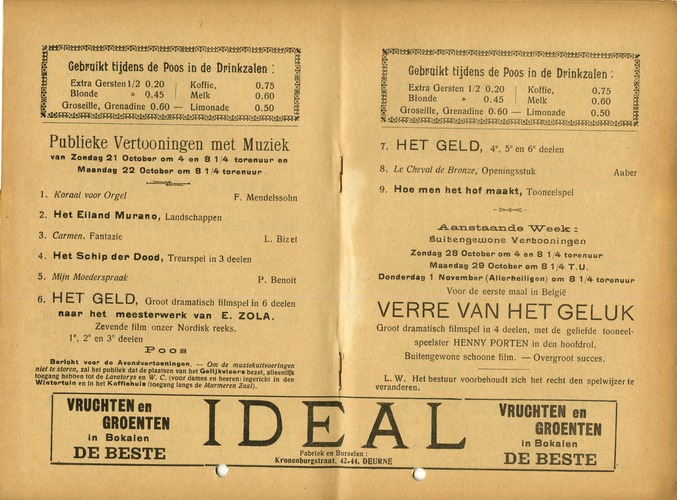 Gebruikt tijdens de Poos in de Drinkzalen :
Extra Gersten 1/2 0.20 Koffie, 0.75
Blonde » 0.45 Melk 0.60
Groseille, Grenadine 0.60 — Limonade 0.50
Publieke Vertooningen met Muziek
van Zondag 21 October om 4 en 8 1/4 torenuur en
Maandag 22 October om 8 1/4 torenuur
1. Koraal voor Orgel F. Mendelssohn
2. Het Eiland Murano, Landschappen
3. Carmen, Fantazie L. Bizet
4. Het Schip der Dood, Treurspel in 3 deelen
5. Mijn Moederspraak P. Benoit
6. HET GELD, Groot dramatisch filmspel in 6 deelen
naar het meesterwerk van E. ZOLA.
Zevende film onzer Nordisk reeks.
1e, 2e en 3e deelen
Poos
Bericht voor de Avondvertooningen. — Om de muziekuitvoeringen
niet te storen, zal het publiek dat de plaatsen van het Gelijkvloers bezet, alleenlijk
toegang hebben tot de Lavatorys en W. C. (voor dames en heeren) ingericht in den
Wintertuin en in het Koffiehuis (toegang langs de Marmeren Zaal).
Gebruikt tijdens de Poos in de Drinkzalen :
Extra Gersten 1/2 0.20 Koffie, 0.75
Blonde » 0.45 Melk 0.60
Groseille, Grenadine 0.60 — Limonade 0.50
7. HET GELD, 4e, 5e en 6e deelen
8. Le Cheval de Bronze, Openingsstuk Auber
9. Hoe men het hof maakt, Tooneelspel
Aanstaande Week :
Buitengewone Vertooningen
Zondag 28 October om 4 en 8 1/4 torenuur
Maandag 29 October om 8 1/4 T.U.
Donderdag 1 November (Allerheiligen) om 8 1/4 torenuur
Voor de eerste maal in België
VERRE VAN HET GELUK
Groot dramatisch filmspel in 4 deelen, met de geliefde tooneel-
speelster HENNY PORTEN in den hoofdrol.
Buitengewoone schoone film. — Overgroot succes.
L. W. Het bestuur voorbehoudt zich het recht den spelwijzer te
veranderen.
VRUCHTEN en
GROENTEN
in Bokalen
DE BESTE
IDEAL
Fabriek en Bureelen :
Kronenburgstraat, 42-44, DEURNE
VRUCHTEN en
GROENTEN
in Bokalen
DE BESTE